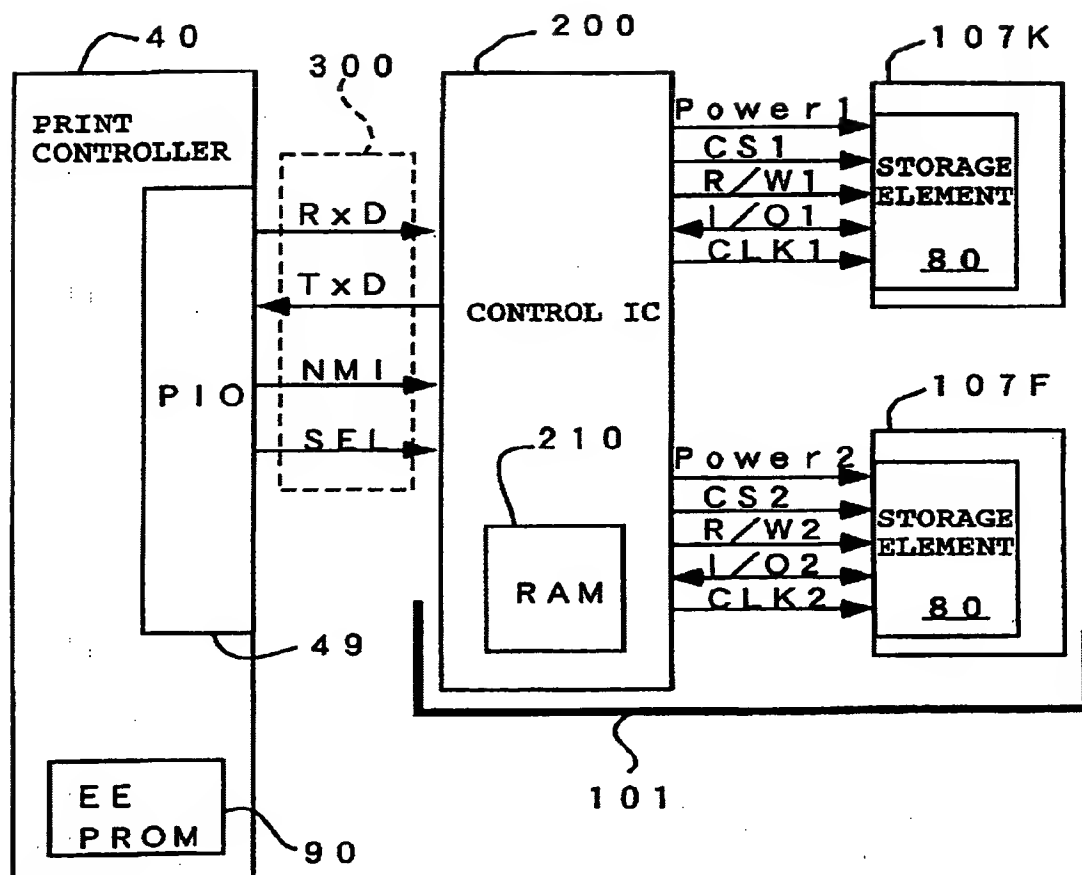 40
200
107K
300
PRINT
CONTROLLER
Power1
CS1
R/W1
I/O1
CLK1
STORAGE
ELEMENT
80
RxD
TxD
NMI
SEL
PIO
CONTROL IC
107F
210
Power2
CS2
R/W2
I/O2
CLK2
STORAGE
ELEMENT
80
RAM
49
101
EE
PROM
90